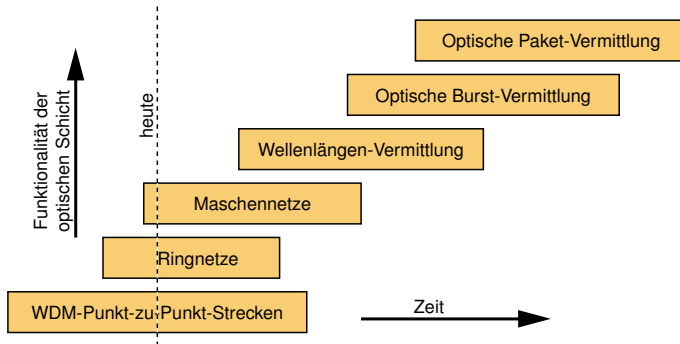 Optische Paket-Vermittlung
Optische Burst-Vermittlung
Wellenlängen-Vermittlung
Maschennetze
Ringnetze
WDM-Punkt-zu-Punkt-Strecken
Funktionalität der
optischen Schicht
heute
Zeit